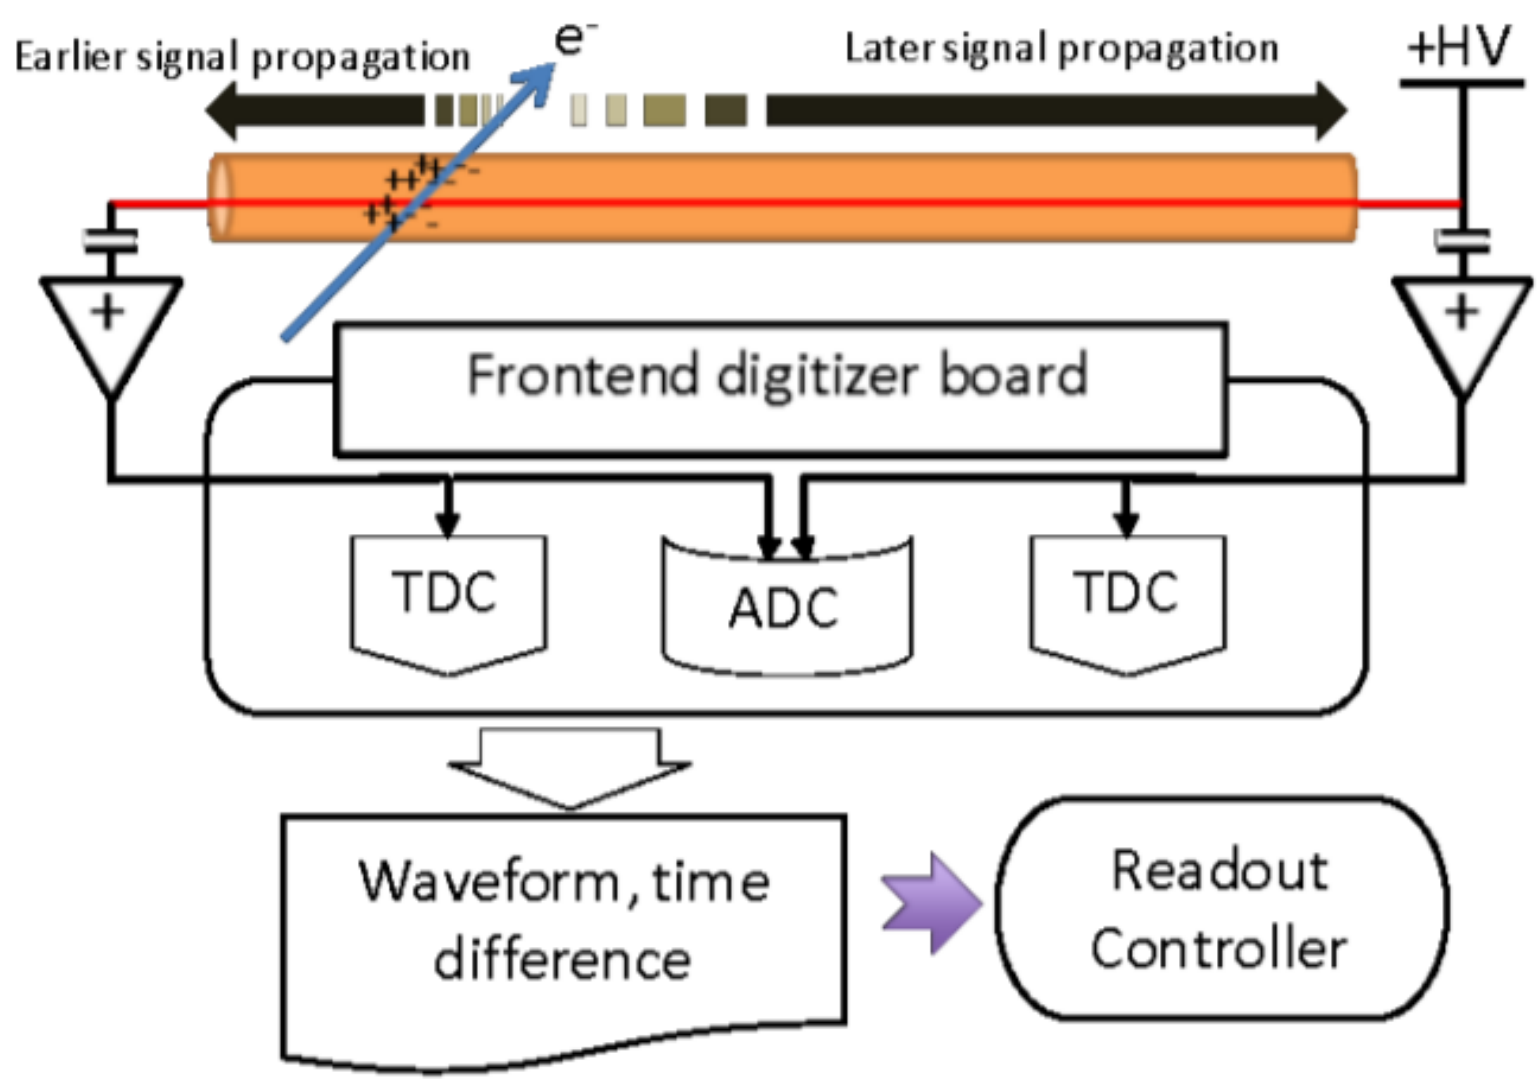 e-
Earlier signal propagation
Later signal propagation
+HV
+
+
Frontend digitizer board
TDC
ADC
TDC
Waveform, time
difference
Readout
Controller